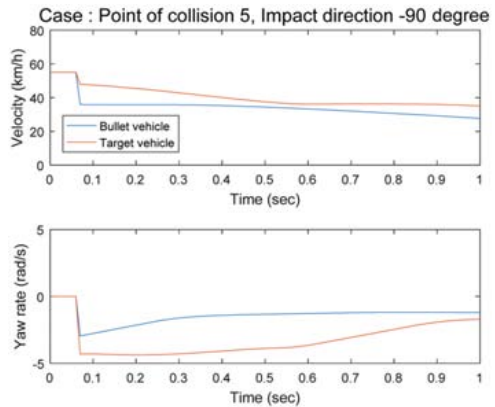 Case : Point of collision 5, Impact direction -90 degree
80
60
40
20
0
Velocity (km/h)
Bullet vehicle
Target vehicle
0 0.1 0.2 0.3 0.4 0.5 0.6 0.7 0.8 0.9 1
Time (sec)
5
0
-5
Yaw rate (rad/s)
0 0.1 0.2 0.3 0.4 0.5 0.6 0.7 0.8 0.9 1
Time (sec)